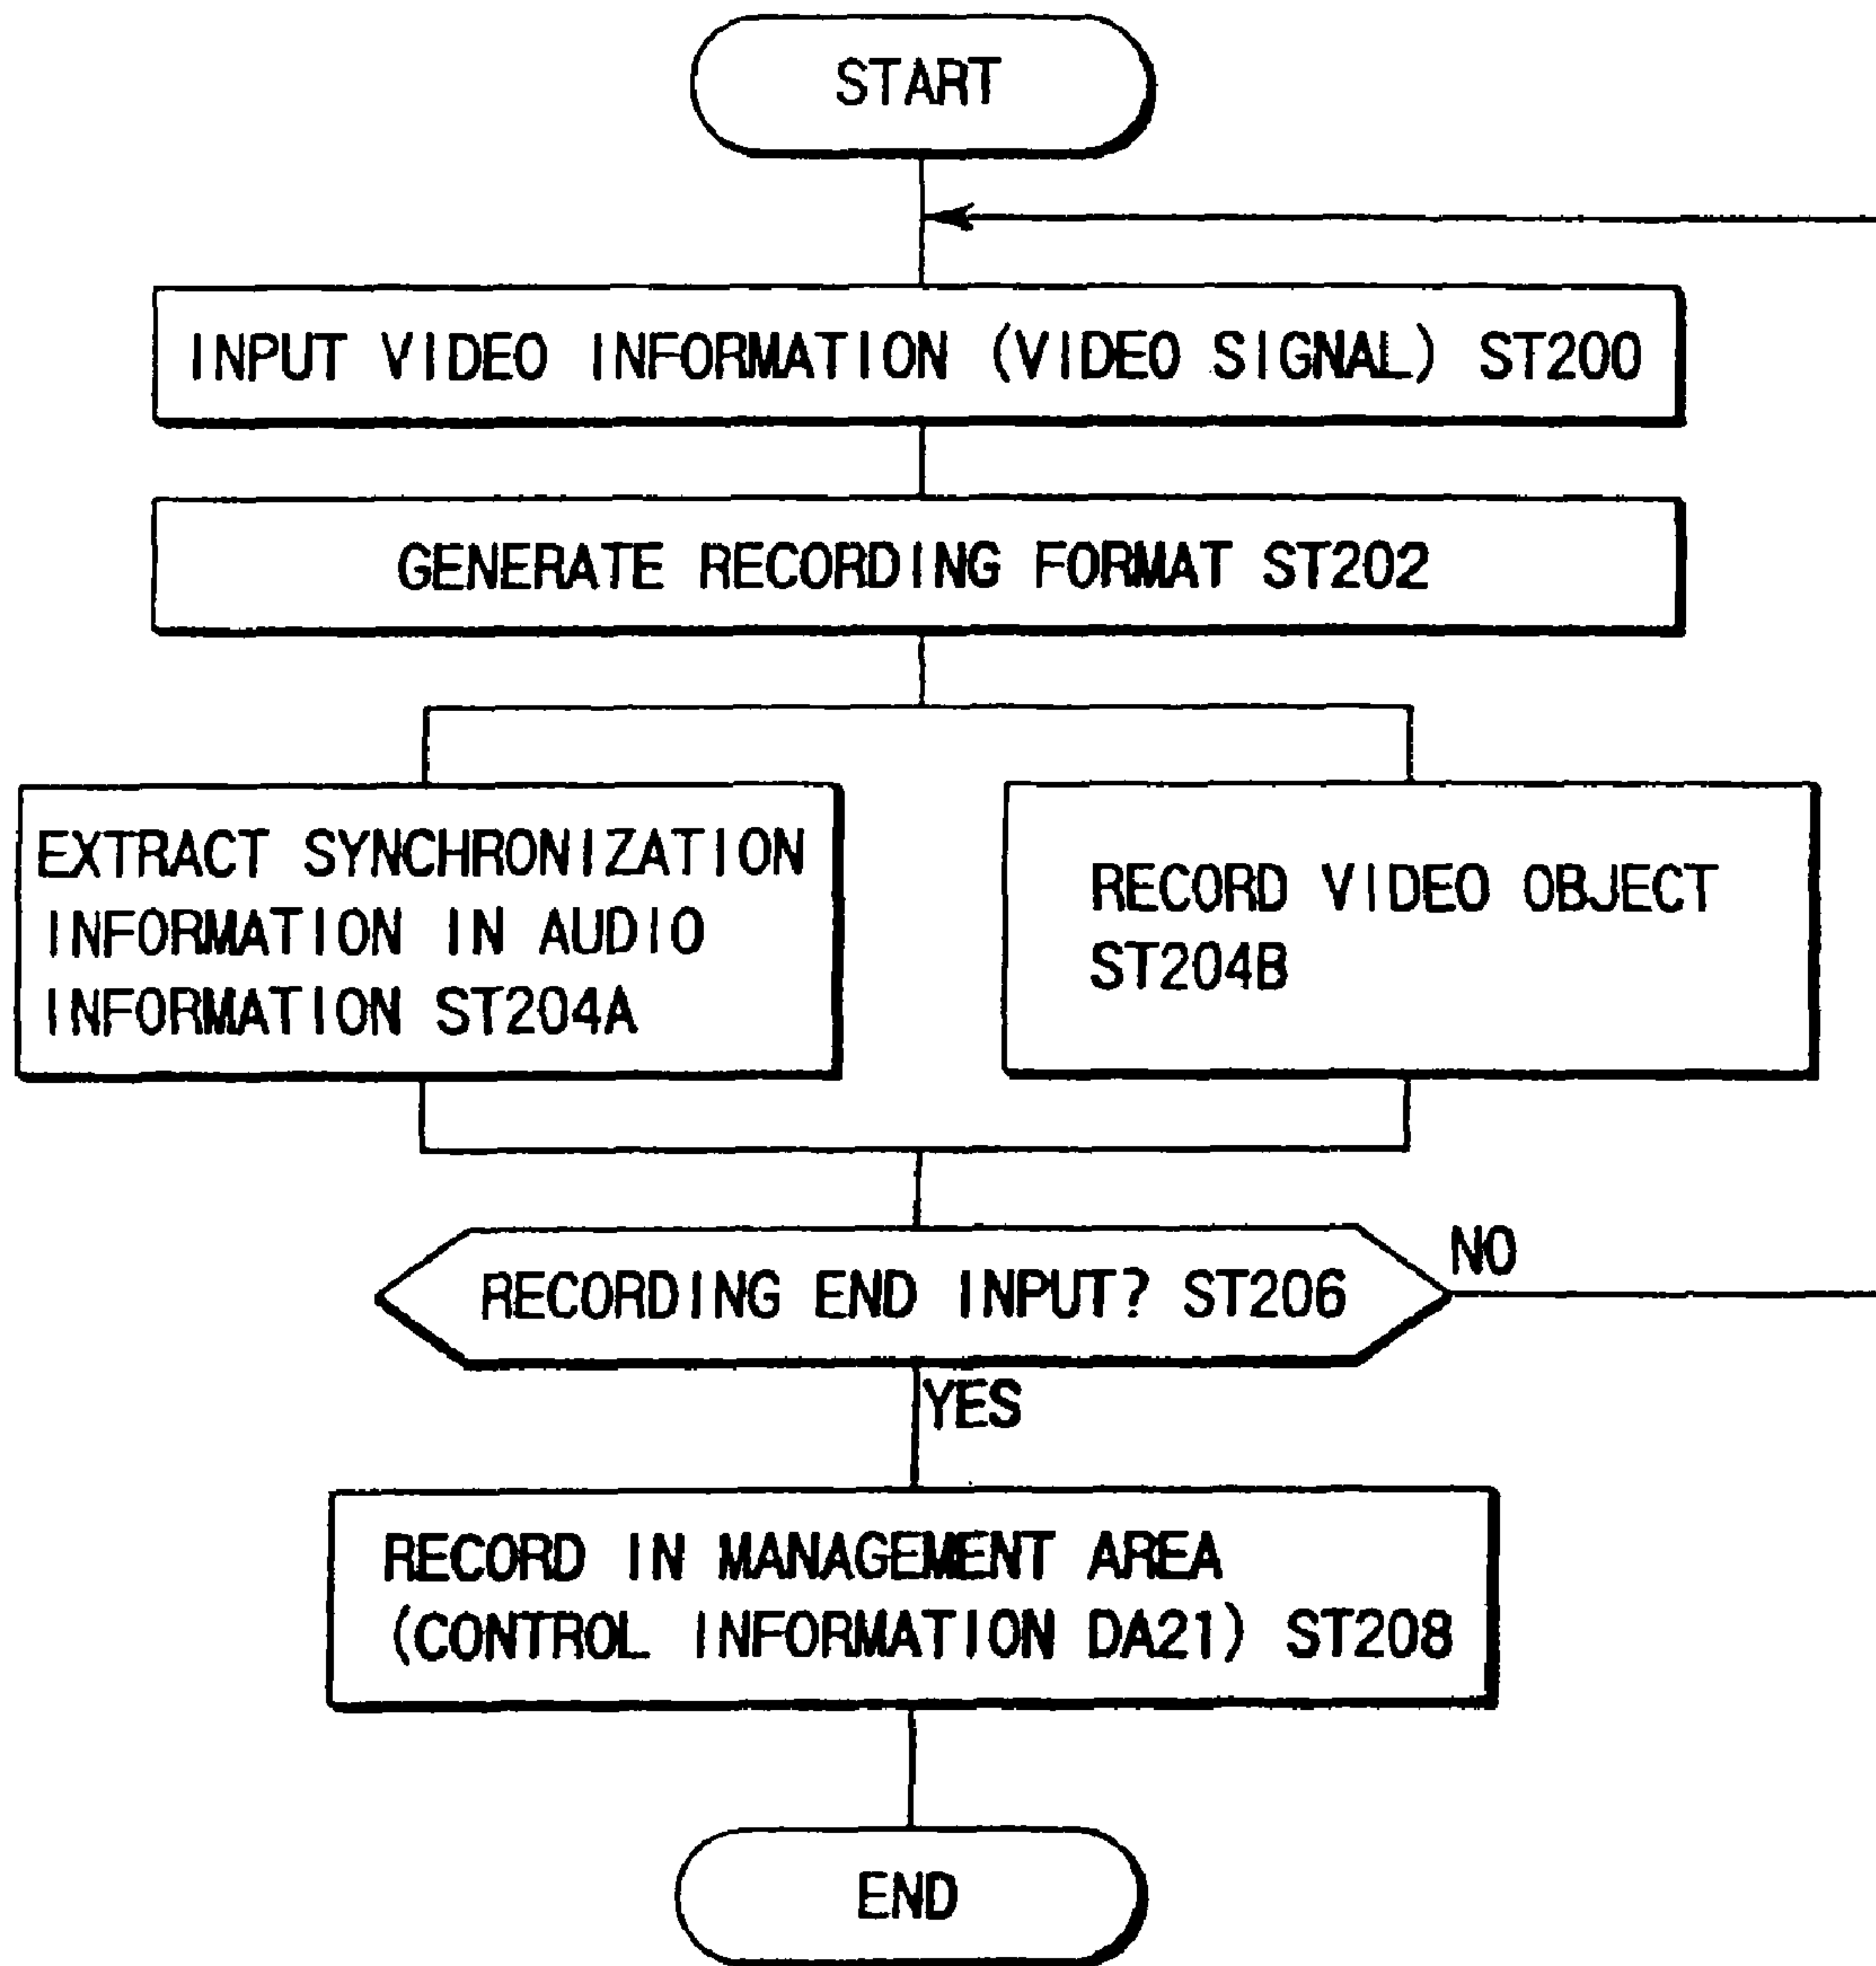 START
INPUT VIDEO INFORMATION (VIDEO SIGNAL) ST200
GENERATE RECORDING FORMAT ST202
EXTRACT SYNCHRONIZATION
INFORMATION IN AUDIO
INFORMATION ST204A
RECORD VIDEO OBJECT
ST204B
RECORDING END INPUT? ST206
NO
YES
RECORD IN MANAGEMENT AREA
(CONTROL INFORMATION DA21) ST208
END